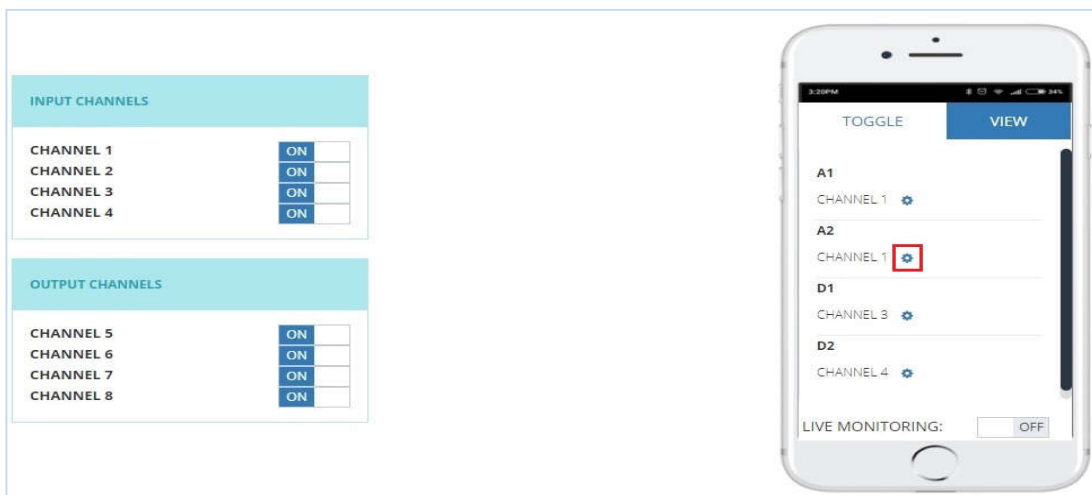 INPUT CHANNELS
CHANNEL 1 ON
CHANNEL 2 ON
CHANNEL 3 ON
CHANNEL 4 ON
OUTPUT CHANNELS
CHANNEL 5 ON
CHANNEL 6 ON
CHANNEL 7 ON
CHANNEL 8 ON
3:20PM 34%
TOGGLE VIEW
A1
CHANNEL 1
A2
CHANNEL 1
D1
CHANNEL 3
D2
CHANNEL 4
LIVE MONITORING: OFF